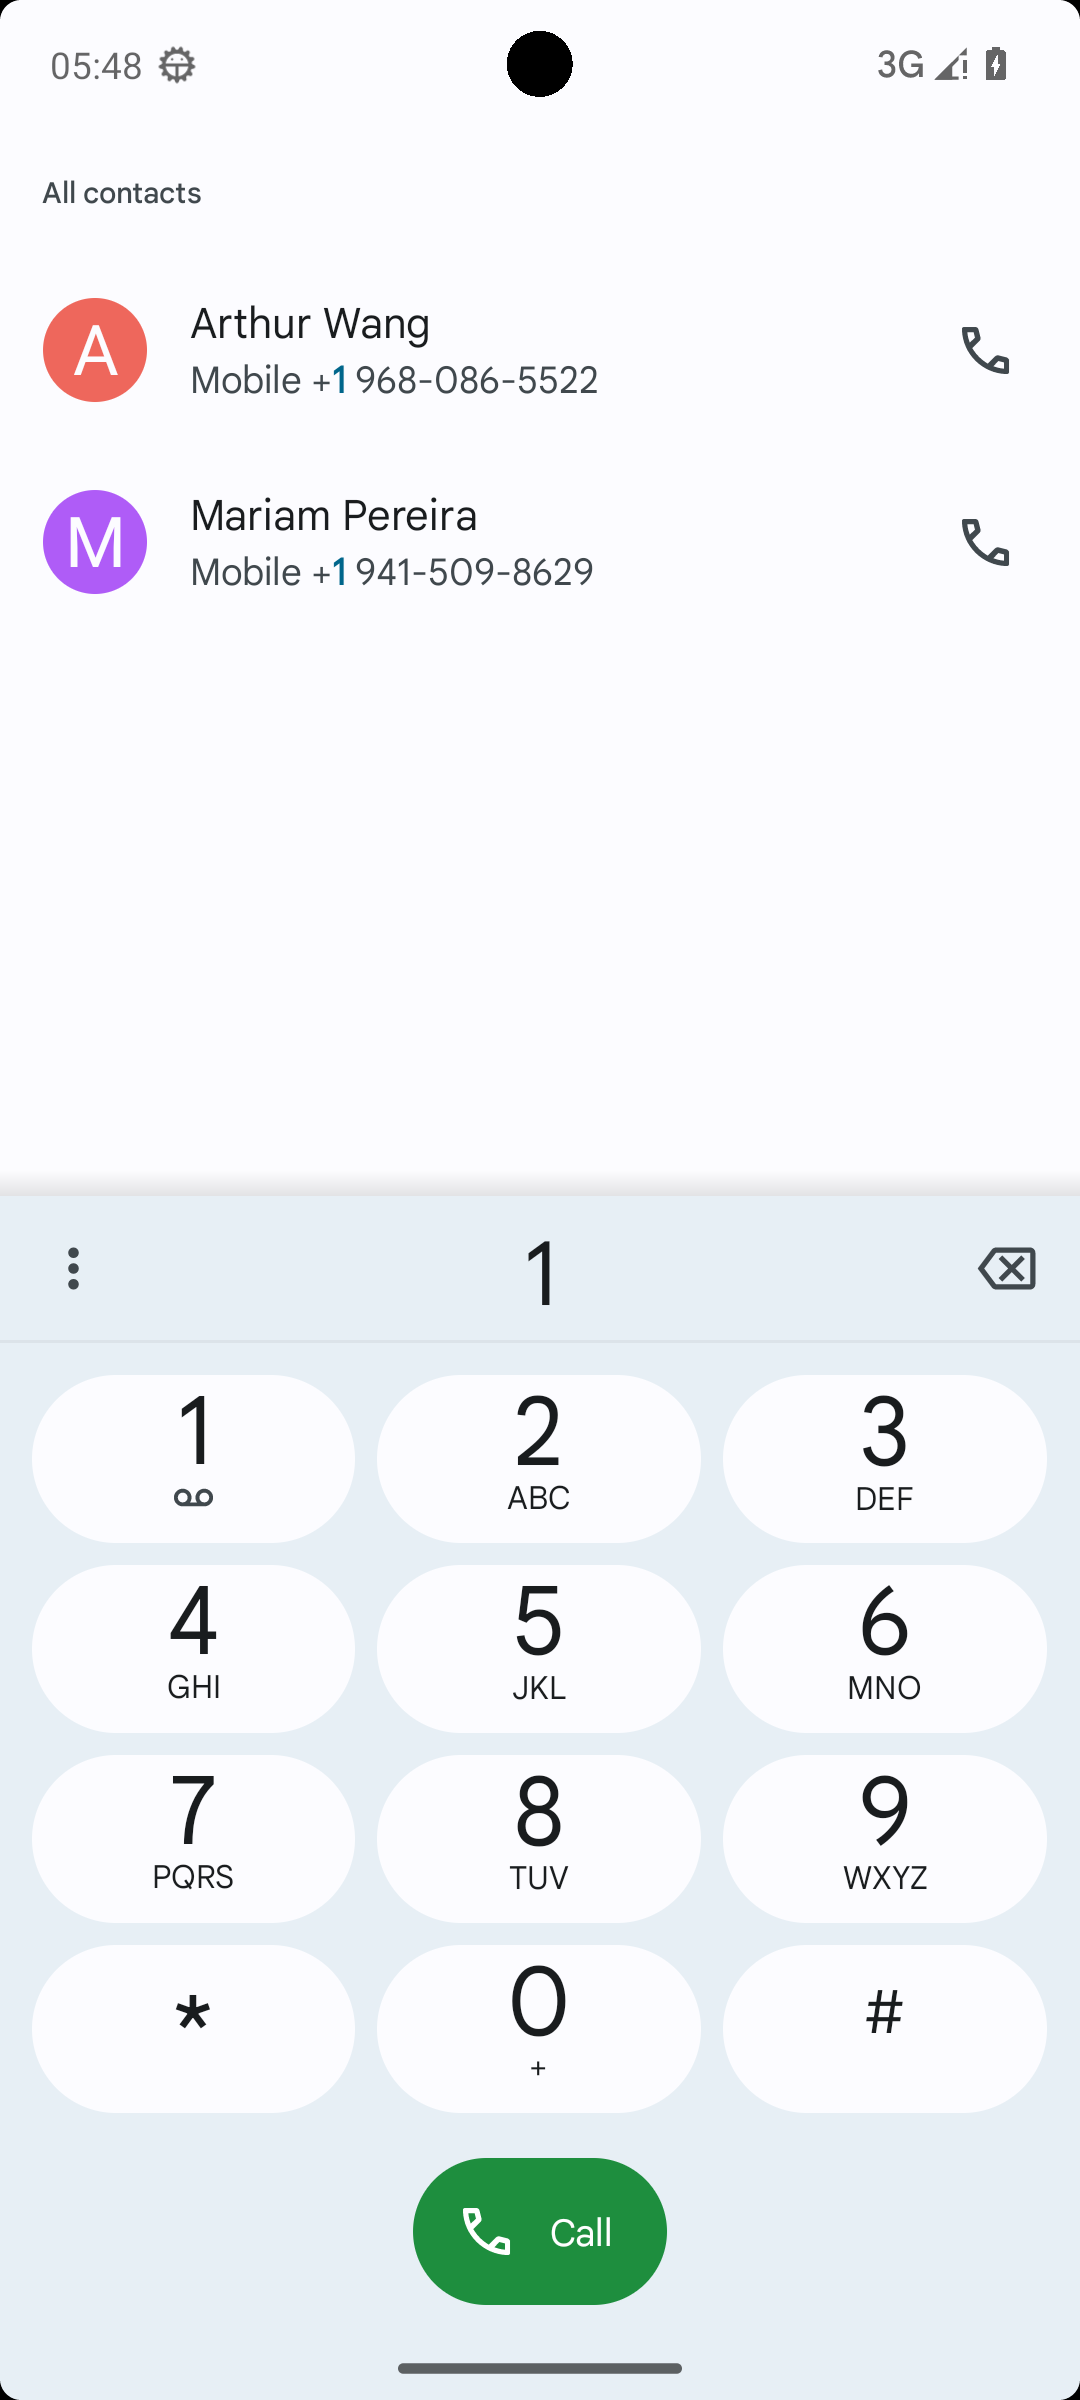 05:48 3G
All contacts
A
Arthur Wang
Mobile +1 968-086-5522
M
Mariam Pereira
Mobile +1 941-509-8629
1
1 2 3
ABC DEF
4 5 6
GHI JKL MNO
7 8 9
PQRS TUV WXYZ
* 0 #
+
Call